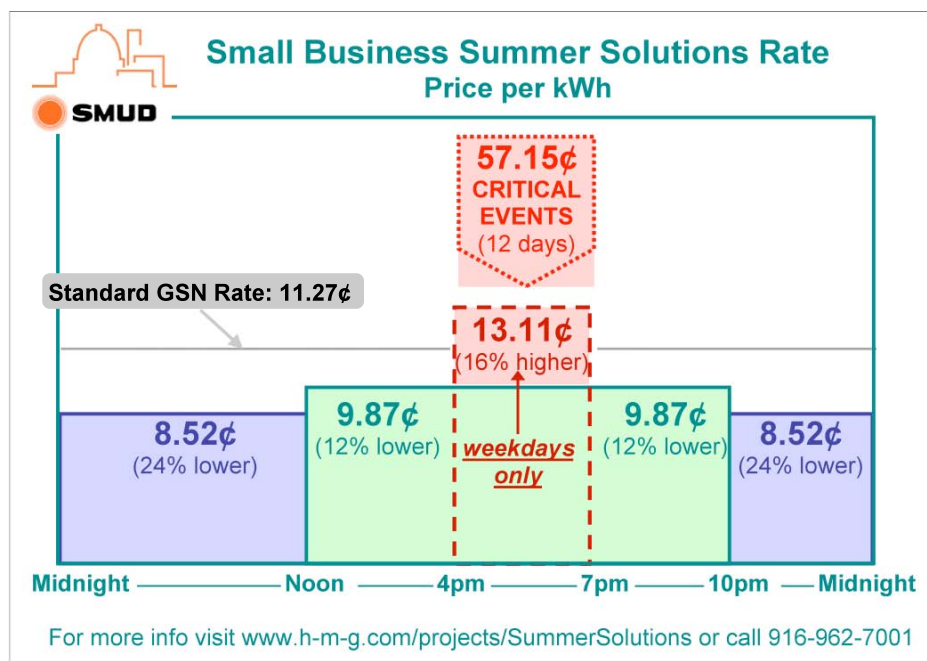 Small Business Summer Solutions Rate
Price per kWh
SMUD
57.15¢
CRITICAL
EVENTS
(12 days)
Standard GSN Rate: 11.27¢
13.11¢
(16% higher)
8.52¢
(24% lower)
9.87¢
(12% lower)
weekdays
only
9.87¢
(12% lower)
8.52¢
(24% lower)
Midnight Noon 4pm 7pm 10pm Midnight
For more info visit www.h-m-g.com/projects/SummerSolutions or call 916-962-7001